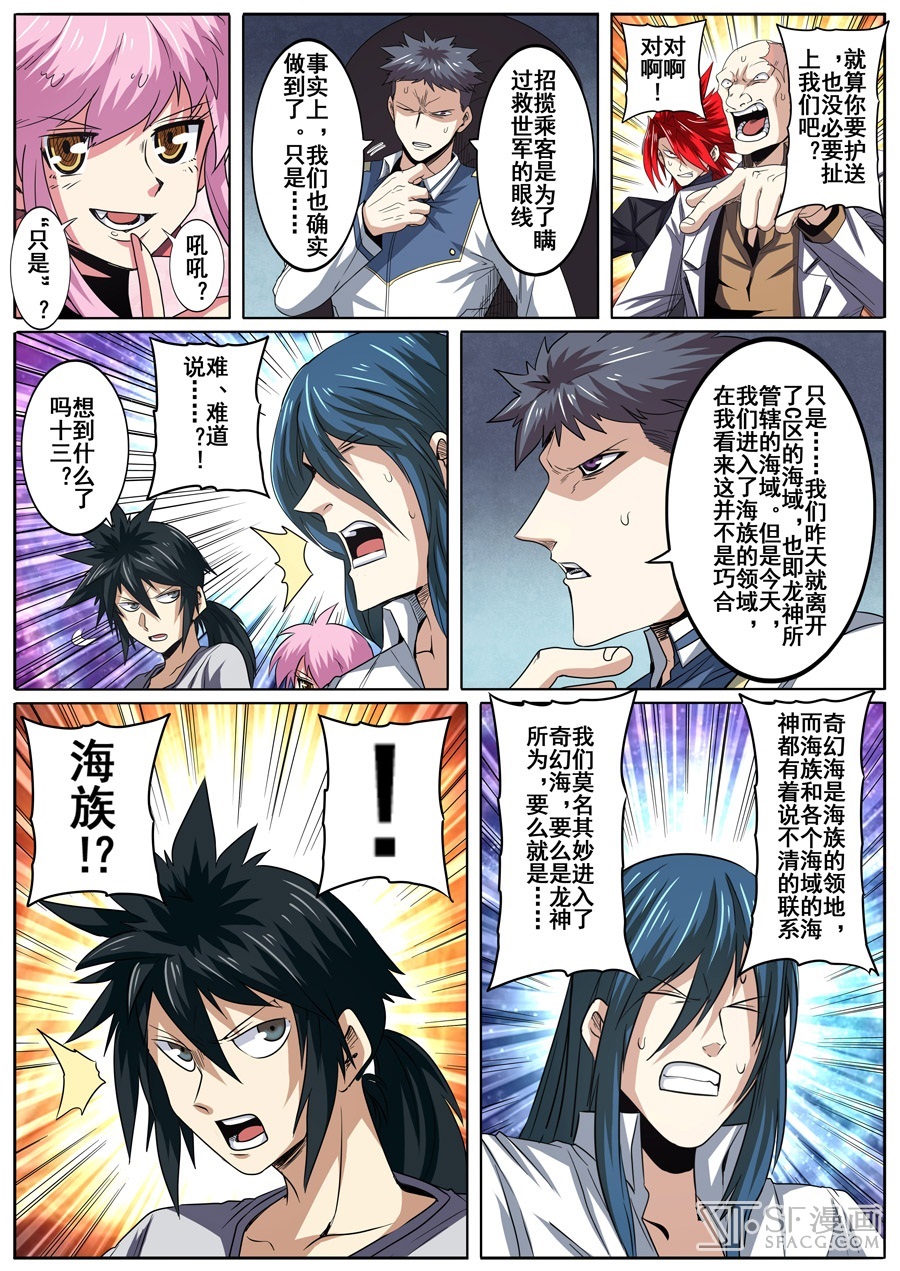 就算你要护送
，也没必要扯
上我们吧？
对啊
对啊！
招揽乘客是为了瞒
过救世军的眼线
事实上，我们也确实
做到了。只是……
吼吼？
“只是”？
只是……我们昨天就离开
了C区的海域，也即龙神所
管辖的海域。但是今天，
我们进入了海族的领域，
在我看来这并不是巧合
难、难道
说……？！
想到什么了
吗十三？
奇幻海是海族的领地，
而海族和各个海域的海
神都有着说不清的联系
我们莫名其妙进入了
奇幻海，要么是龙神
所为，要么就是……
！
海族！？
SF漫画
SFACG.COM